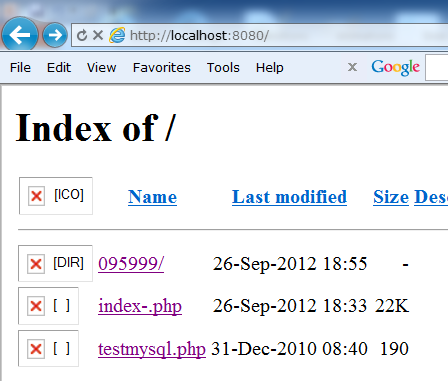 http://localhost:8080/
File Edit View Favorites Tools Help x Google
Index of /
[ICO] Name Last modified Size Desc
[DIR] 095999/ 26-Sep-2012 18:55 -
[ ] index-.php 26-Sep-2012 18:33 22K
[ ] testmysql.php 31-Dec-2010 08:40 190